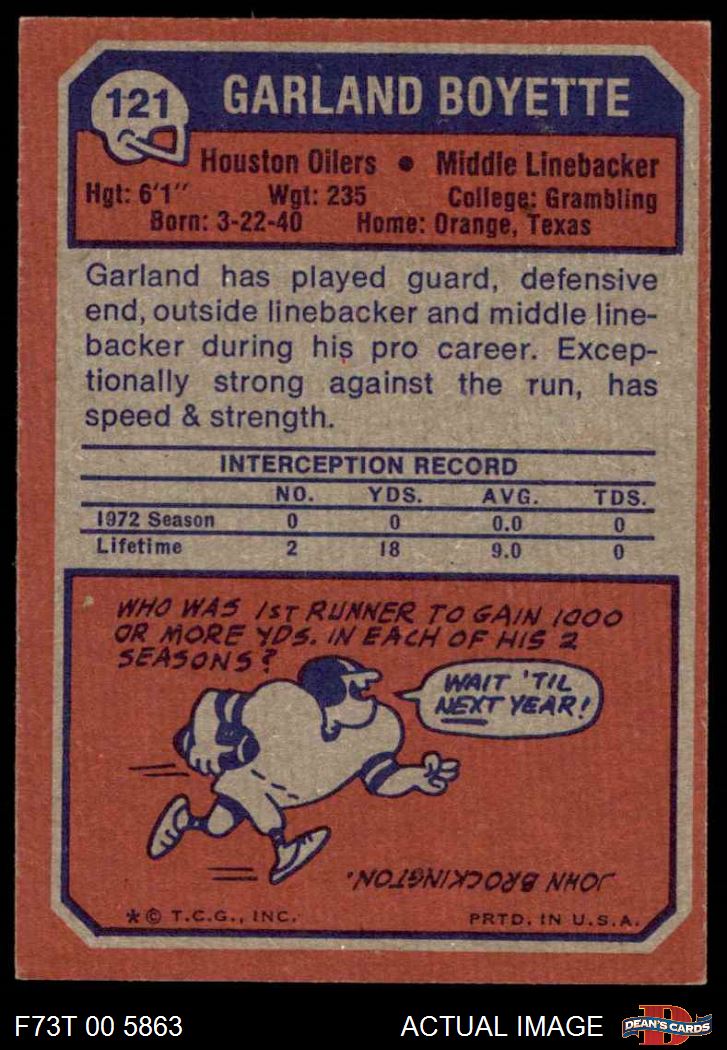 121
GARLAND BOYETTE
Houston Oilers • Middle Linebacker
Hgt: 6'1" Wgt: 235 College: Grambling
Born: 3-22-40 Home: Orange, Texas
Garland has played guard, defensive
end, outside linebacker and middle line-
backer during his pro career. Excep-
tionally strong against the run, has
speed & strength.
INTERCEPTION RECORD
NO. YDS. AVG. TDS.
1972 Season 0 0 0.0 0
Lifetime 2 18 9.0 0
WHO WAS 1ST RUNNER TO GAIN 1000
OR MORE YDS. IN EACH OF HIS 2
SEASONS?
WAIT 'TIL
NEXT YEAR!
JOHN BROCKINGTON.
*© T.C.G., INC. PRTD. IN U.S.A.
F73T 00 5863 ACTUAL IMAGE
D
DEAN'S CARDS